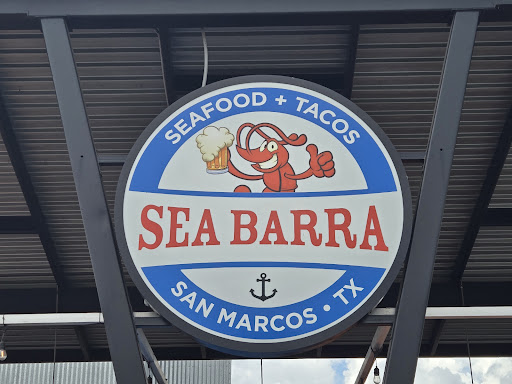 SEAFOOD + TACOS
SEA BARRA
SAN MARCOS • TX